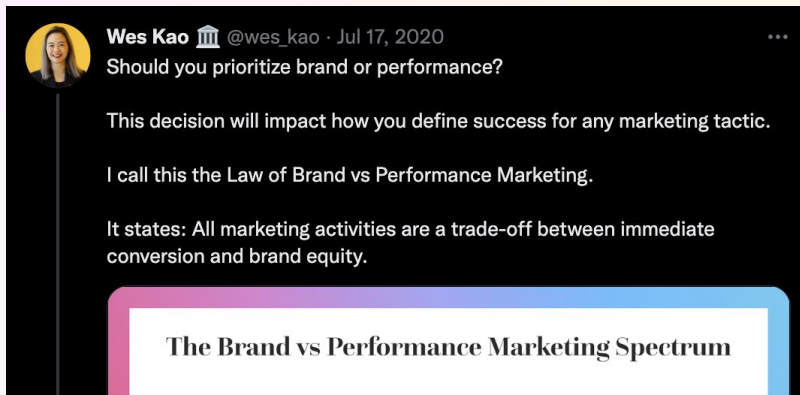 Wes Kao 🏛 @wes_kao · Jul 17, 2020
Should you prioritize brand or performance?
This decision will impact how you define success for any marketing tactic.
I call this the Law of Brand vs Performance Marketing.
It states: All marketing activities are a trade-off between immediate
conversion and brand equity.
The Brand vs Performance Marketing Spectrum